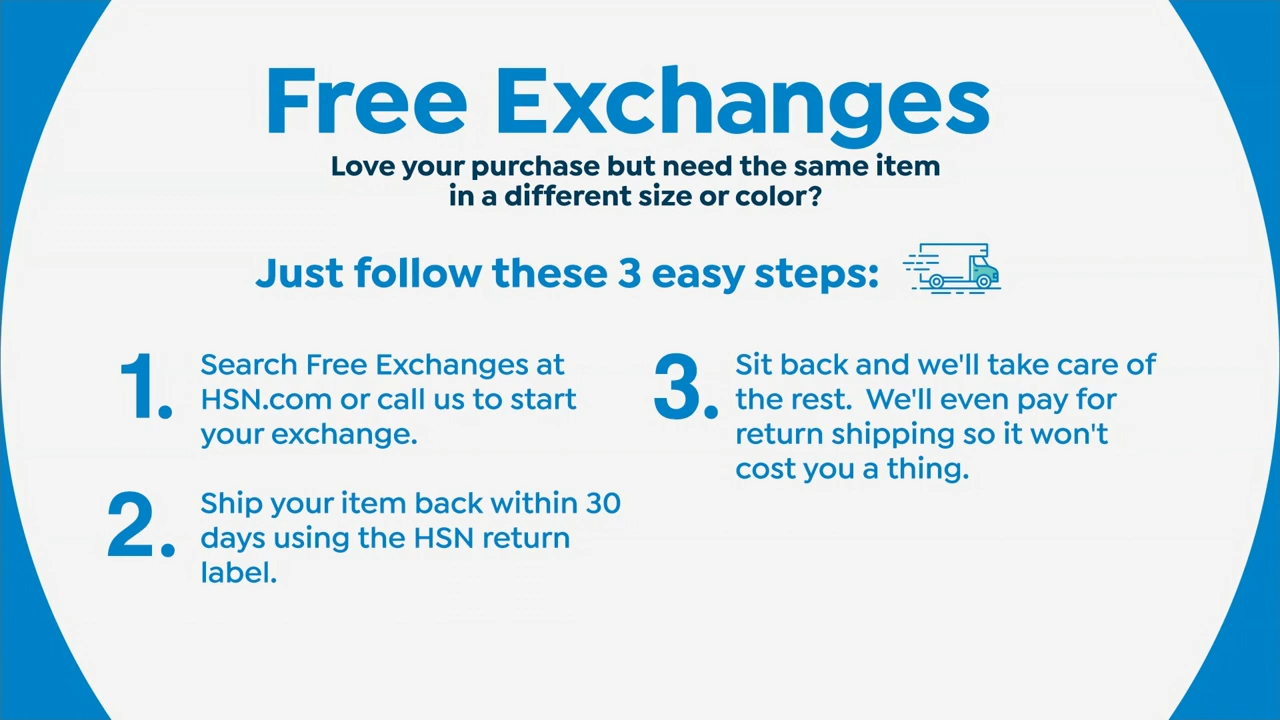 Free Exchanges
Love your purchase but need the same item
in a different size or color?
Just follow these 3 easy steps:
1. Search Free Exchanges at
HSN.com or call us to start
your exchange.
2. Ship your item back within 30
days using the HSN return
label.
3. Sit back and we'll take care of
the rest.  We'll even pay for
return shipping so it won't
cost you a thing.